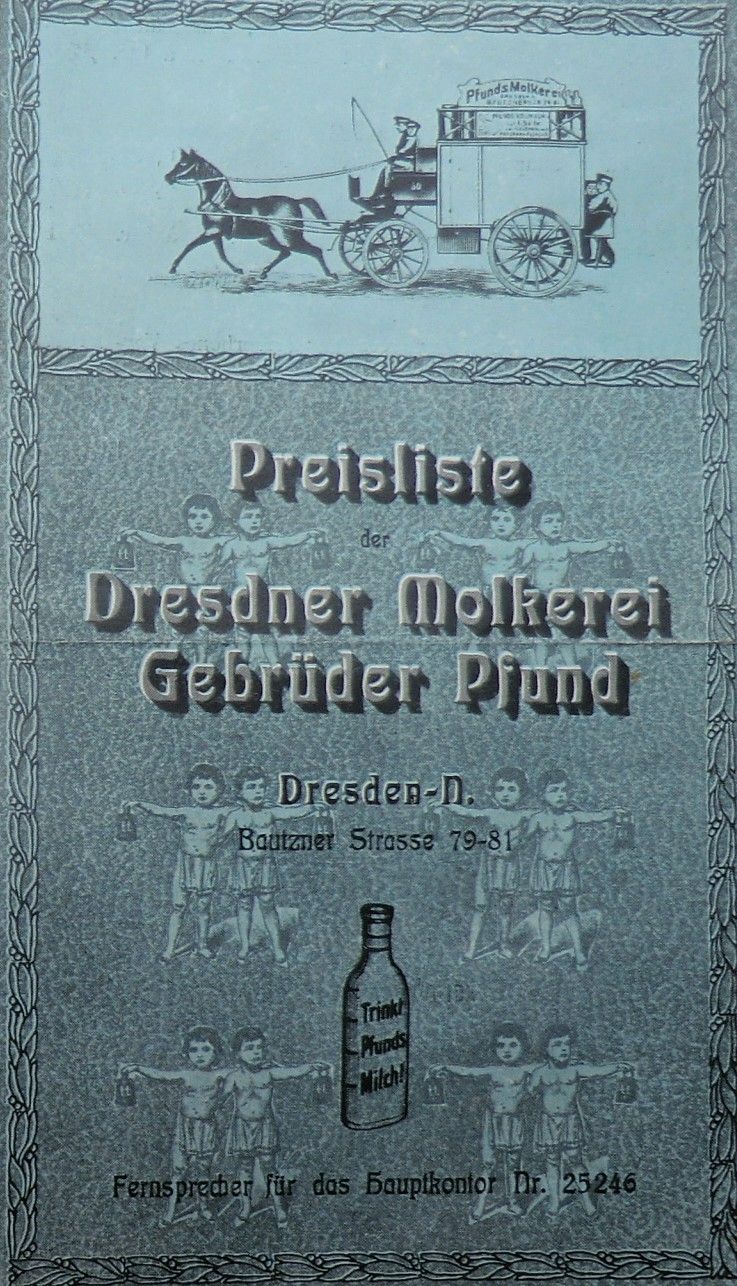 Pfunds Molkerei
Preisliste
der
Dresdner Molkerei
Gebrüder Pfund
Dresden-N.
Bautzner Strasse 79-81
Trinkt
Pfunds
Milch!
Fernsprecher für das Hauptkontor Nr. 25246